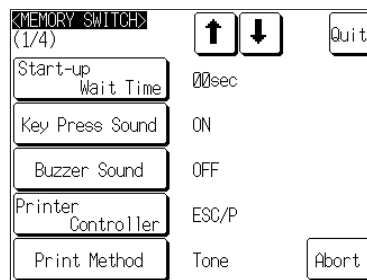 <MEMORY SWITCH>
(1/4)
Quit
Start-up
Wait Time
00sec
Key Press Sound
ON
Buzzer Sound
OFF
Printer
Controller
ESC/P
Print Method
Tone
Abort